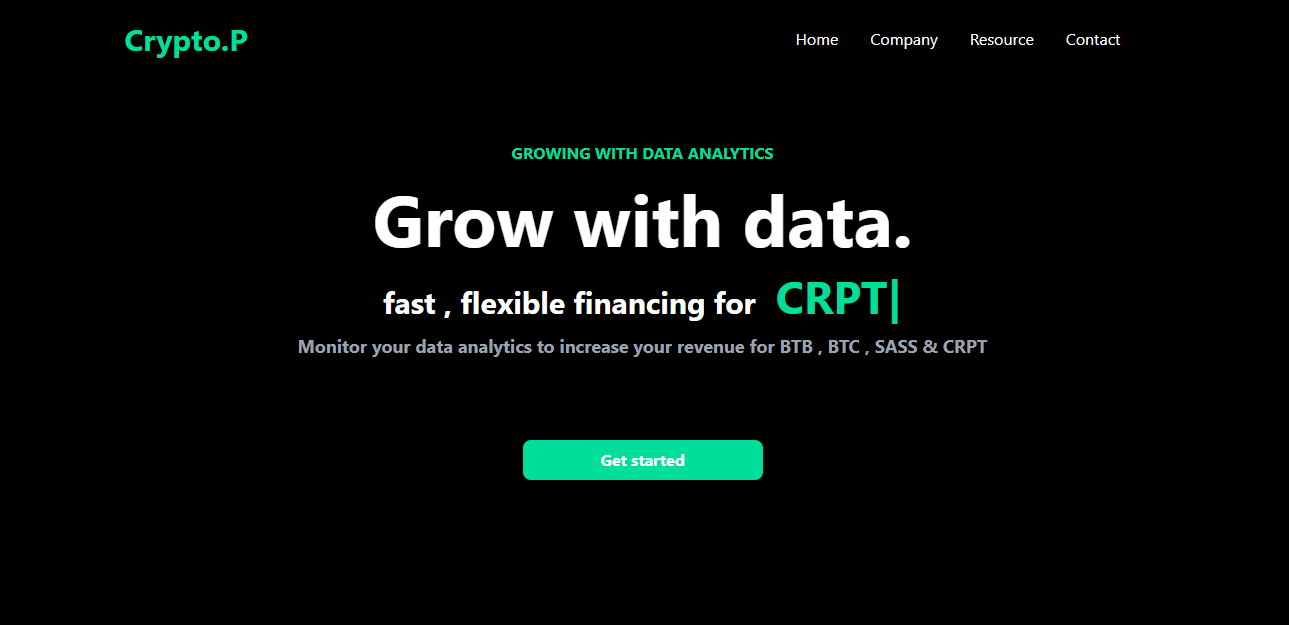 Crypto.P
Home Company Resource Contact
GROWING WITH DATA ANALYTICS
Grow with data.
fast , flexible financing for CRPT|
Monitor your data analytics to increase your revenue for BTB , BTC , SASS & CRPT
Get started